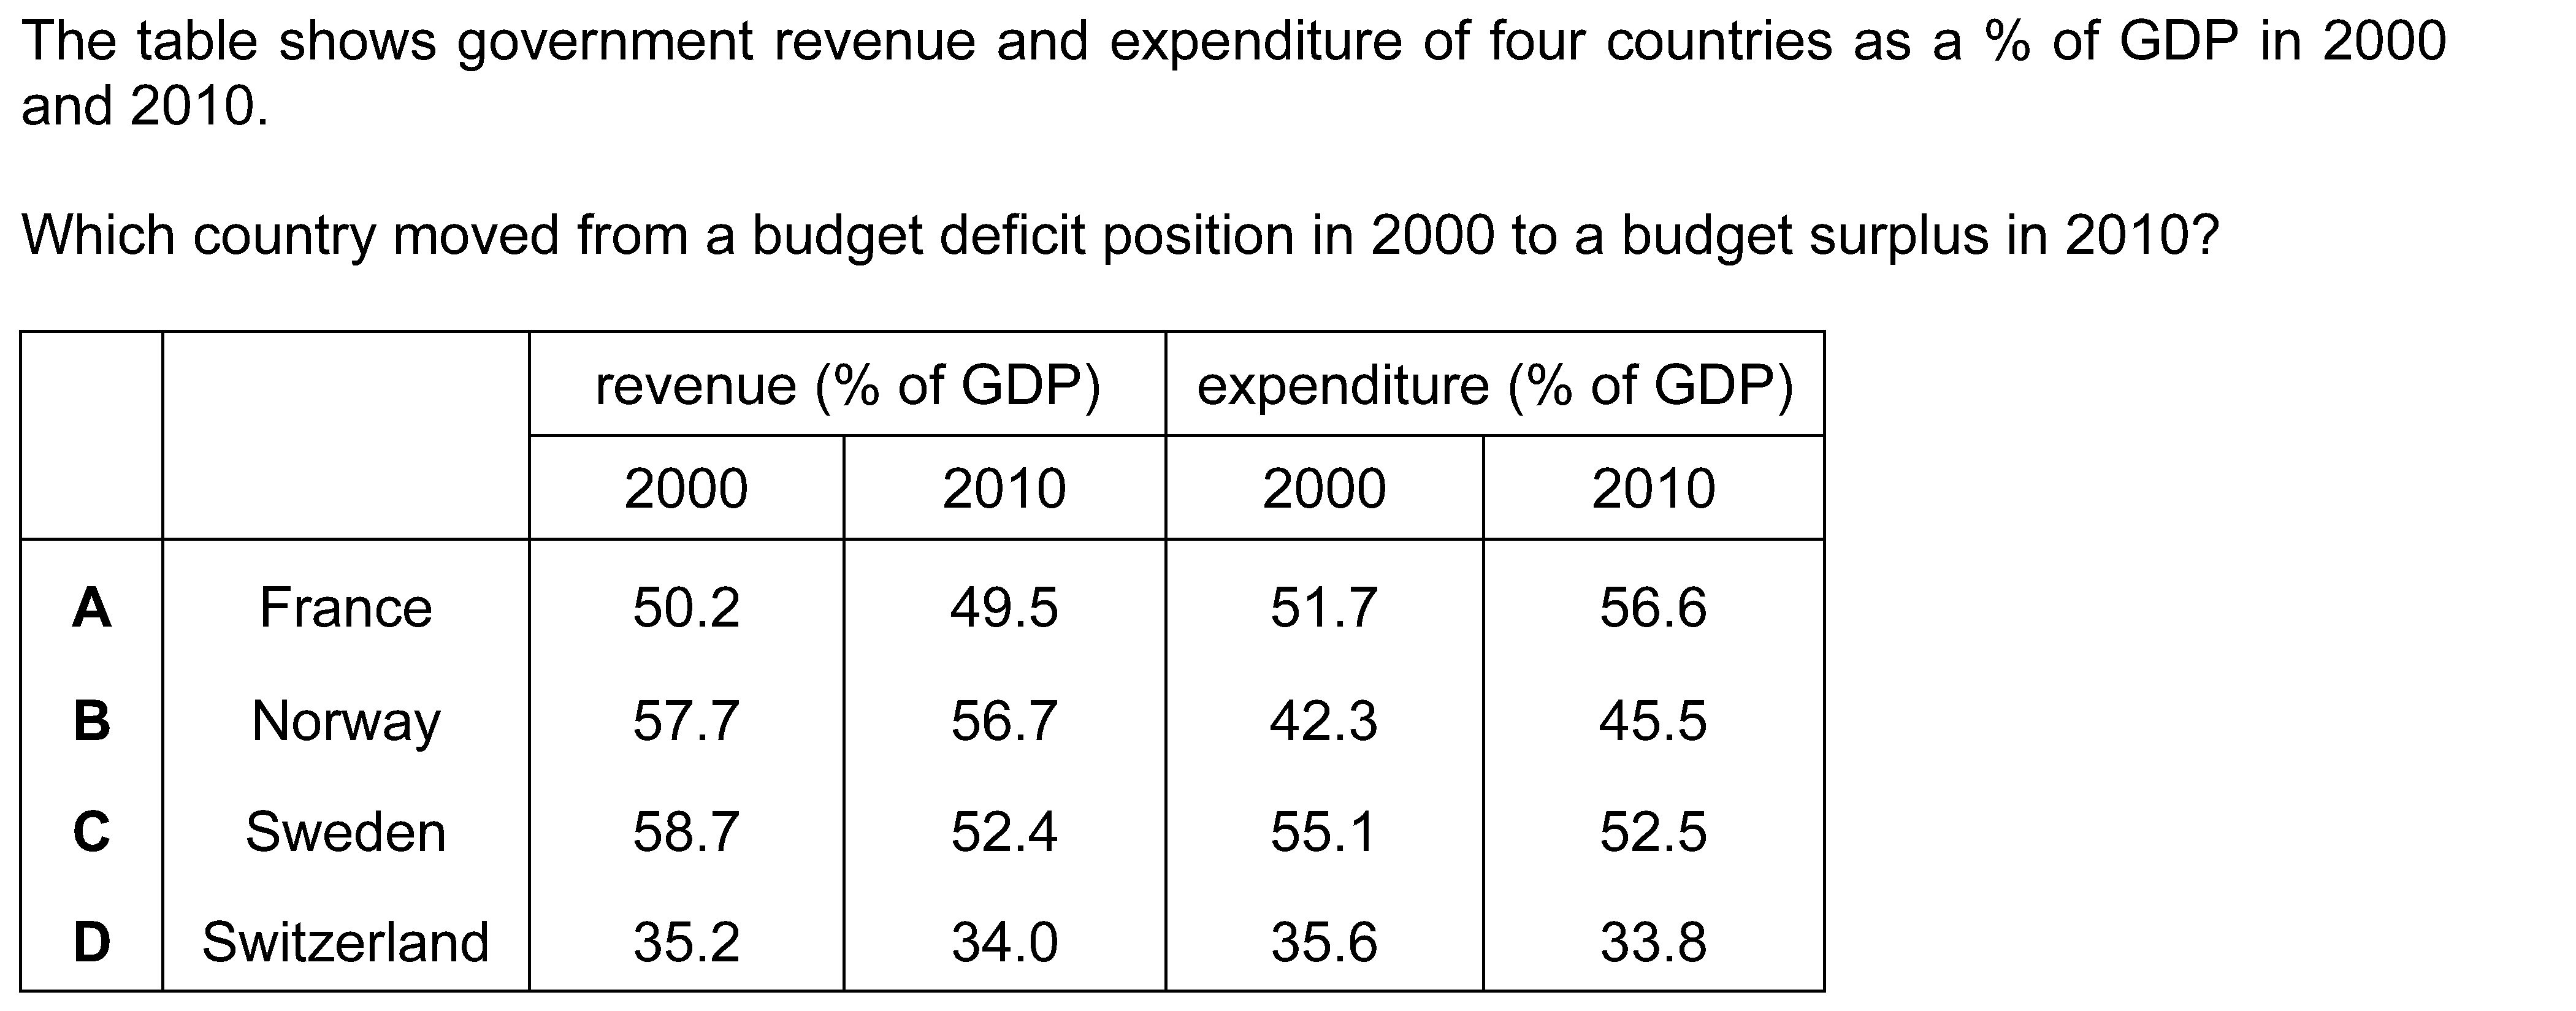 The table shows government revenue and expenditure of four countries as a % of GDP in 2000
and 2010.
Which country moved from a budget deficit position in 2000 to a budget surplus in 2010?
revenue (% of GDP) expenditure (% of GDP)
2000 2010 2000 2010
A France 50.2 49.5 51.7 56.6
B Norway 57.7 56.7 42.3 45.5
C Sweden 58.7 52.4 55.1 52.5
D Switzerland 35.2 34.0 35.6 33.8